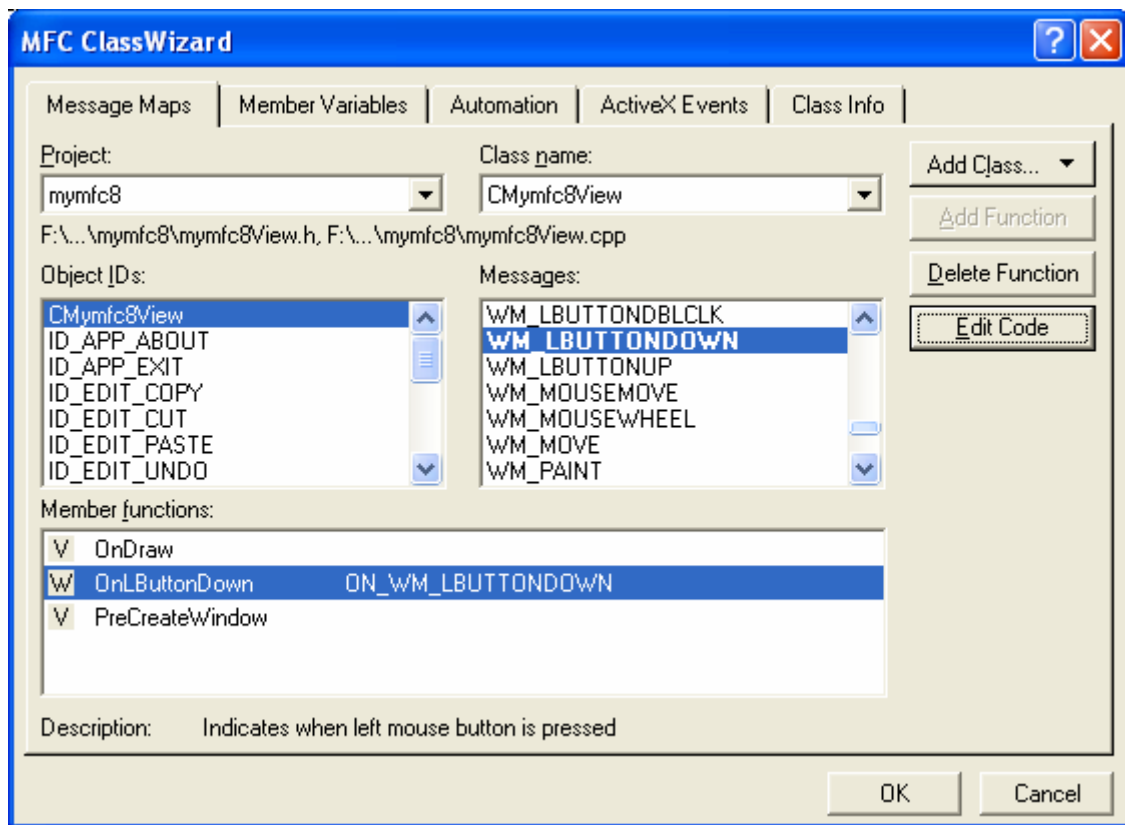 MFC ClassWizard
Message Maps Member Variables Automation ActiveX Events Class Info
Project: Class name:
mymfc8 CMymfc8View
Add Class...
F:\...\mymfc8\mymfc8View.h, F:\...\mymfc8\mymfc8View.cpp
Add Function
Object IDs: Messages:
Delete Function
CMymfc8View WM_LBUTTONDBLCLK
ID_APP_ABOUT WM_LBUTTONDOWN
Edit Code
ID_APP_EXIT WM_LBUTTONUP
ID_EDIT_COPY WM_MOUSEMOVE
ID_EDIT_CUT WM_MOUSEWHEEL
ID_EDIT_PASTE WM_MOVE
ID_EDIT_UNDO WM_PAINT
Member functions:
V OnDraw
W OnLButtonDown ON_WM_LBUTTONDOWN
V PreCreateWindow
Description: Indicates when left mouse button is pressed
OK Cancel